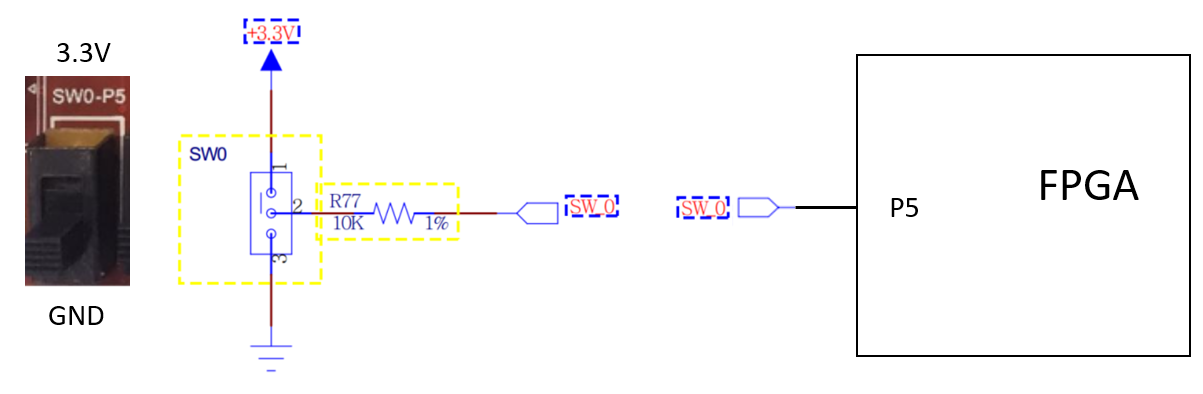 3.3V
SW0-P5
GND
+3.3V
SW0
1
2
3
R77
10K
1%
SW_0
SW_0
P5
FPGA